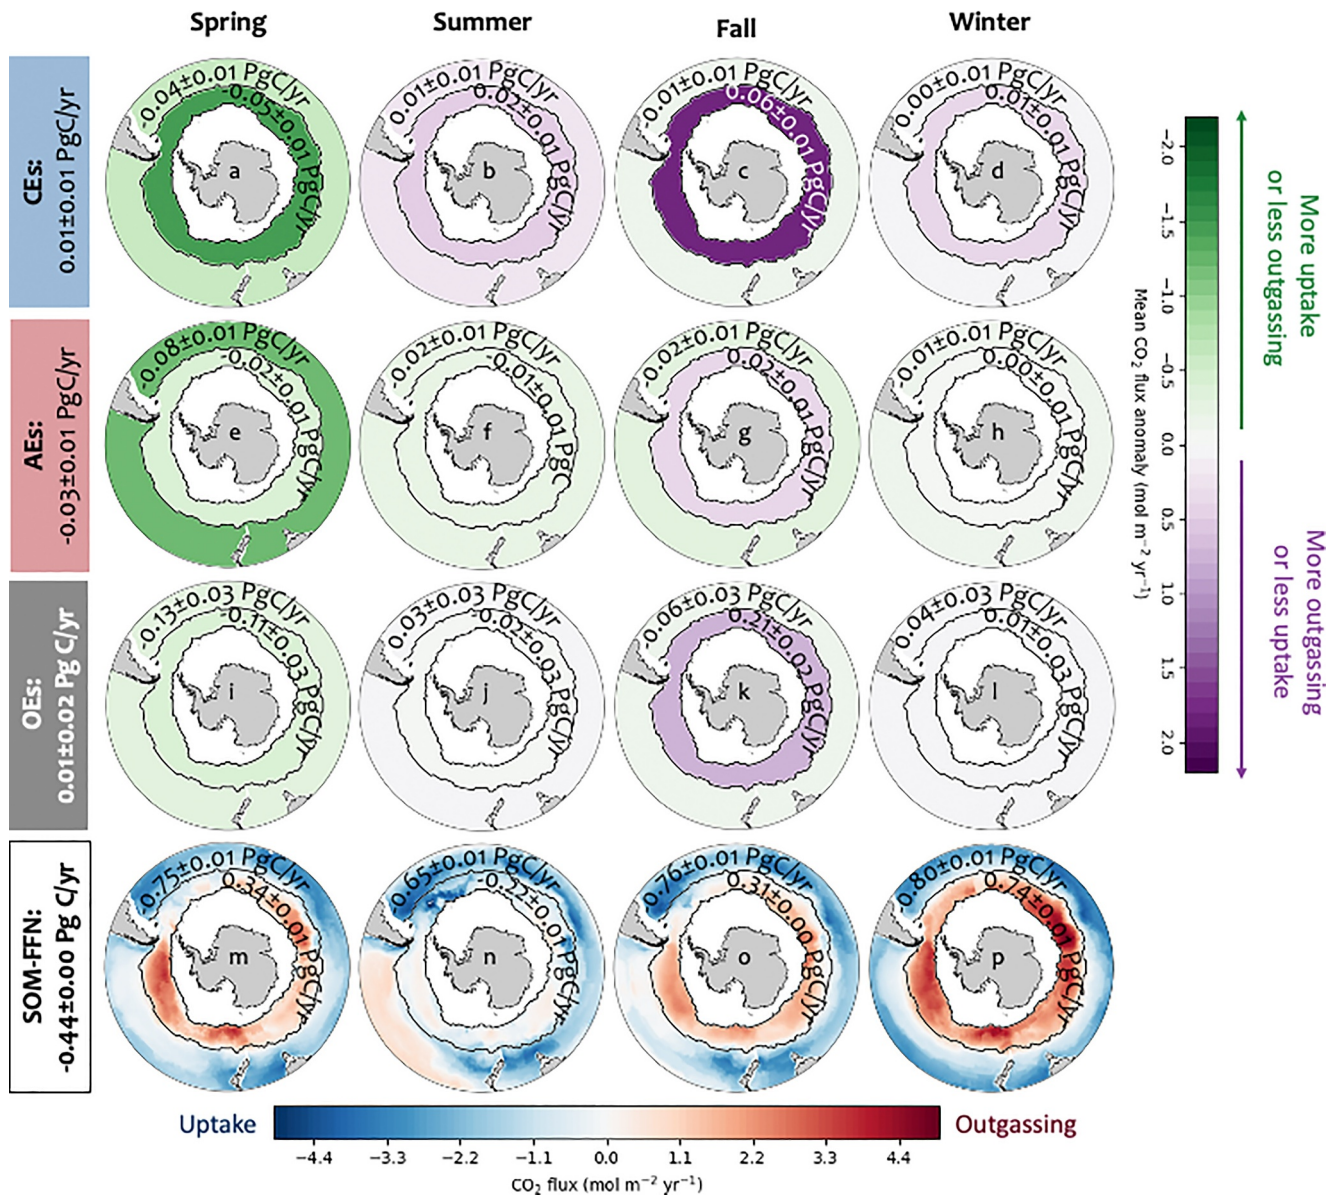 Spring Summer Fall Winter
CEs:
0.01±0.01 PgC/yr
-0.04±0.01 PgC/yr
-0.05±0.01 PgC/yr
a
0.01±0.01 PgC/yr
0.02±0.01 PgC/yr
b
-0.01±0.01 PgC/yr
0.06±0.01 PgC/yr
c
0.00±0.01 PgC/yr
0.01±0.01 PgC/yr
d
AEs:
-0.03±0.01 PgC/yr
-0.08±0.01 PgC/yr
-0.02±0.01 PgC/yr
e
-0.02±0.01 PgC/yr
-0.01±0.01 PgC
f
-0.02±0.01 PgC/yr
0.02±0.01 PgC/yr
g
-0.01±0.01 PgC/yr
0.00±0.01 PgC/yr
h
OEs:
0.01±0.02 Pg C/yr
-0.13±0.03 PgC/yr
-0.11±0.03 PgC/yr
i
0.03±0.03 PgC/yr
-0.02±0.03 PgC/yr
j
-0.06±0.03 PgC/yr
0.21±0.02 PgC/yr
k
0.04±0.03 PgC/yr
0.01±0.03 PgC/yr
l
SOM-FFN:
-0.44±0.00 Pg C/yr
-0.75±0.01 PgC/yr
0.34±0.01 PgC/yr
m
-0.65±0.01 PgC/yr
-0.22±0.01 PgC/yr
n
-0.76±0.01 PgC/yr
0.31±0.00 PgC/yr
o
-0.80±0.01 PgC/yr
0.74±0.01 PgC/yr
p
−2.0
−1.5
−1.0
−0.5
0.0
0.5
1.0
1.5
2.0
Mean CO₂ flux anomaly (mol m⁻² yr⁻¹)
More uptake
or less outgassing
More outgassing
or less uptake
Uptake
Outgassing
−4.4 −3.3 −2.2 −1.1 0.0 1.1 2.2 3.3 4.4
CO₂ flux (mol m⁻² yr⁻¹)